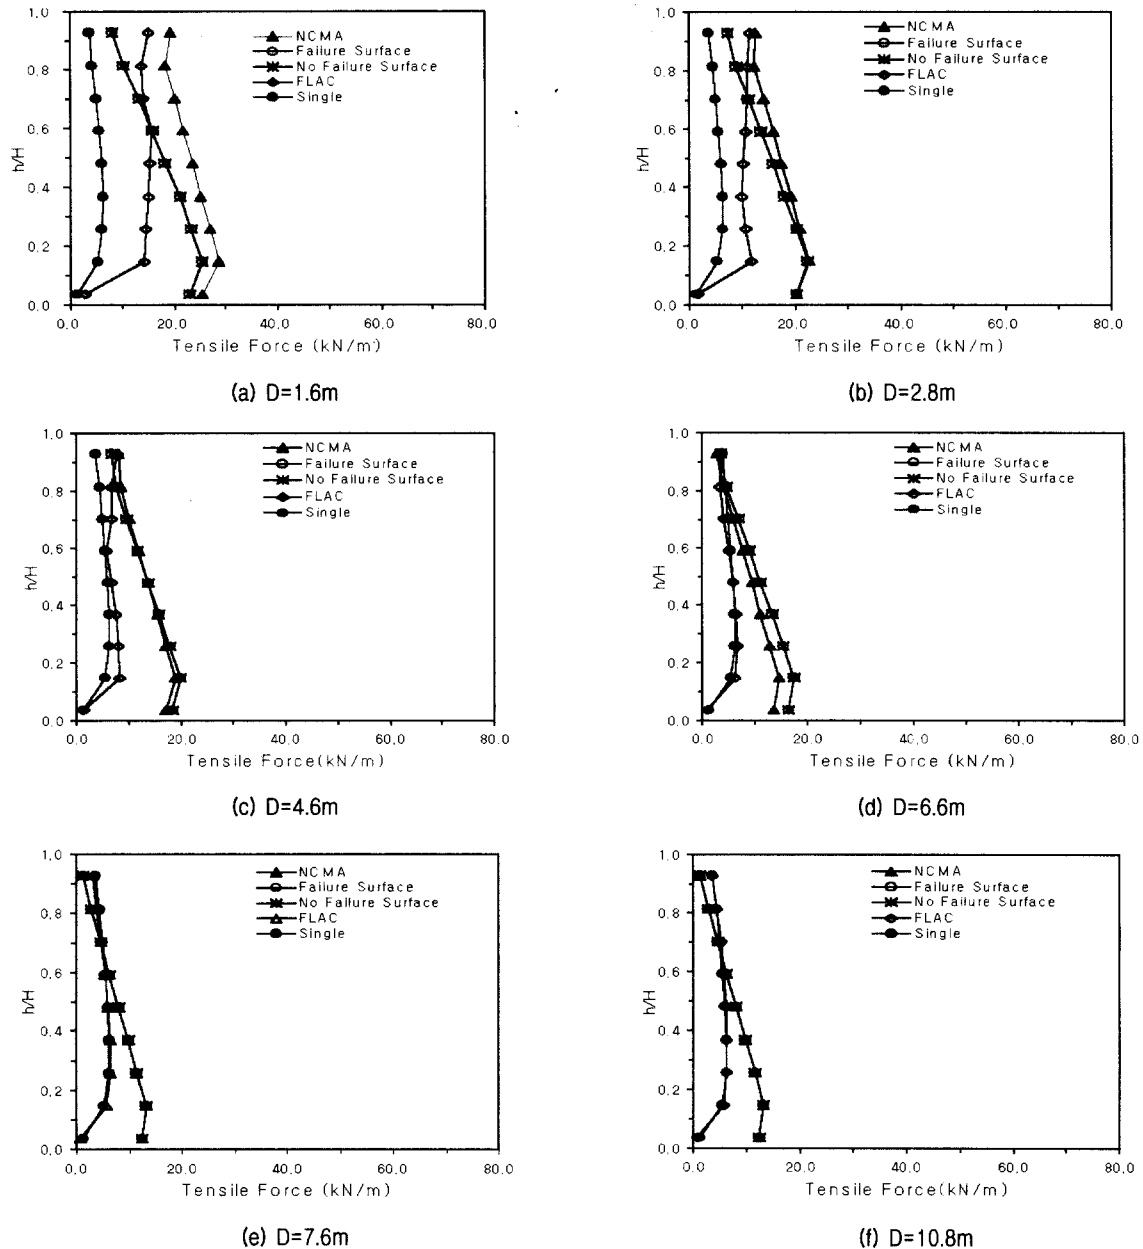 1.0
0.8
0.6
0.4
0.2
0.0
h/H
NCMA
Failure Surface
No Failure Surface
FLAC
Single
0.0 20.0 40.0 60.0 80.0
Tensile Force (kN/m)
(a) D=1.6m
1.0
0.8
0.6
0.4
0.2
0.0
h/H
NCMA
Failure Surface
No Failure Surface
FLAC
Single
0.0 20.0 40.0 60.0 80.0
Tensile Force (kN/m)
(b) D=2.8m
1.0
0.8
0.6
0.4
0.2
0.0
h/H
NCMA
Failure Surface
No Failure Surface
FLAC
Single
0.0 20.0 40.0 60.0 80.0
Tensile Force(kN/m)
(c) D=4.6m
1.0
0.8
0.6
0.4
0.2
0.0
h/H
NCMA
Failure Surface
No Failure Surface
FLAC
Single
0.0 20.0 40.0 60.0 80.0
Tensile Force (kN/m)
(d) D=6.6m
1.0
0.8
0.6
0.4
0.2
0.0
h/H
NCMA
Failure Surface
No Failure Surface
FLAC
Single
0.0 20.0 40.0 60.0 80.0
Tensile Force (kN/m)
(e) D=7.6m
1.0
0.8
0.6
0.4
0.2
0.0
h/H
NCMA
Failure Surface
No Failure Surface
FLAC
Single
0.0 20.0 40.0 60.0 80.0
Tensile Force(kN/m)
(f) D=10.8m